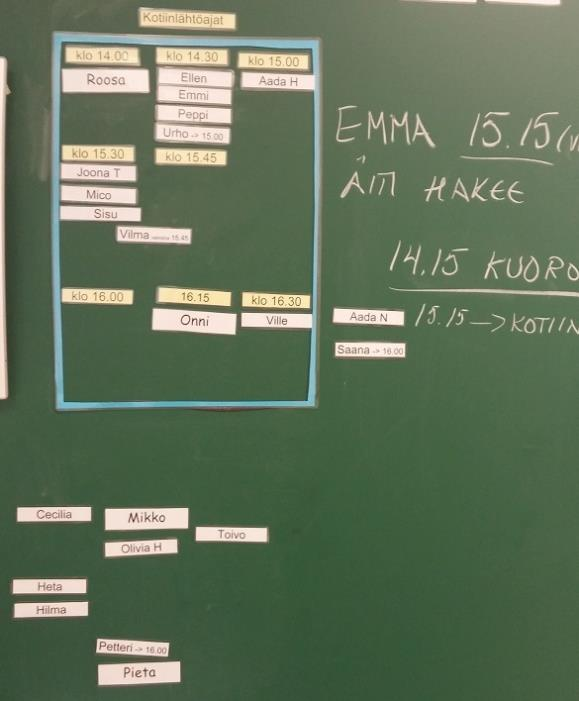 Kotiinlähtöajat
klo 14.00 klo 14.30 klo 15.00
Roosa Ellen Aada H
Emmi
Peppi
Urho -> 15.00
klo 15.30 klo 15.45
Joona T
Mico
Sisu
Vilma 15.45
klo 16.00 16.15 klo 16.30
Onni Ville
EMMA 15.15
ÄITI HAKEE
14.15 KUORO
Aada N 15.15 -> KOTIIN
Saana -> 16.00
Cecilia Mikko
Toivo
Olivia H
Heta
Hilma
Petteri -> 16.00
Pieta